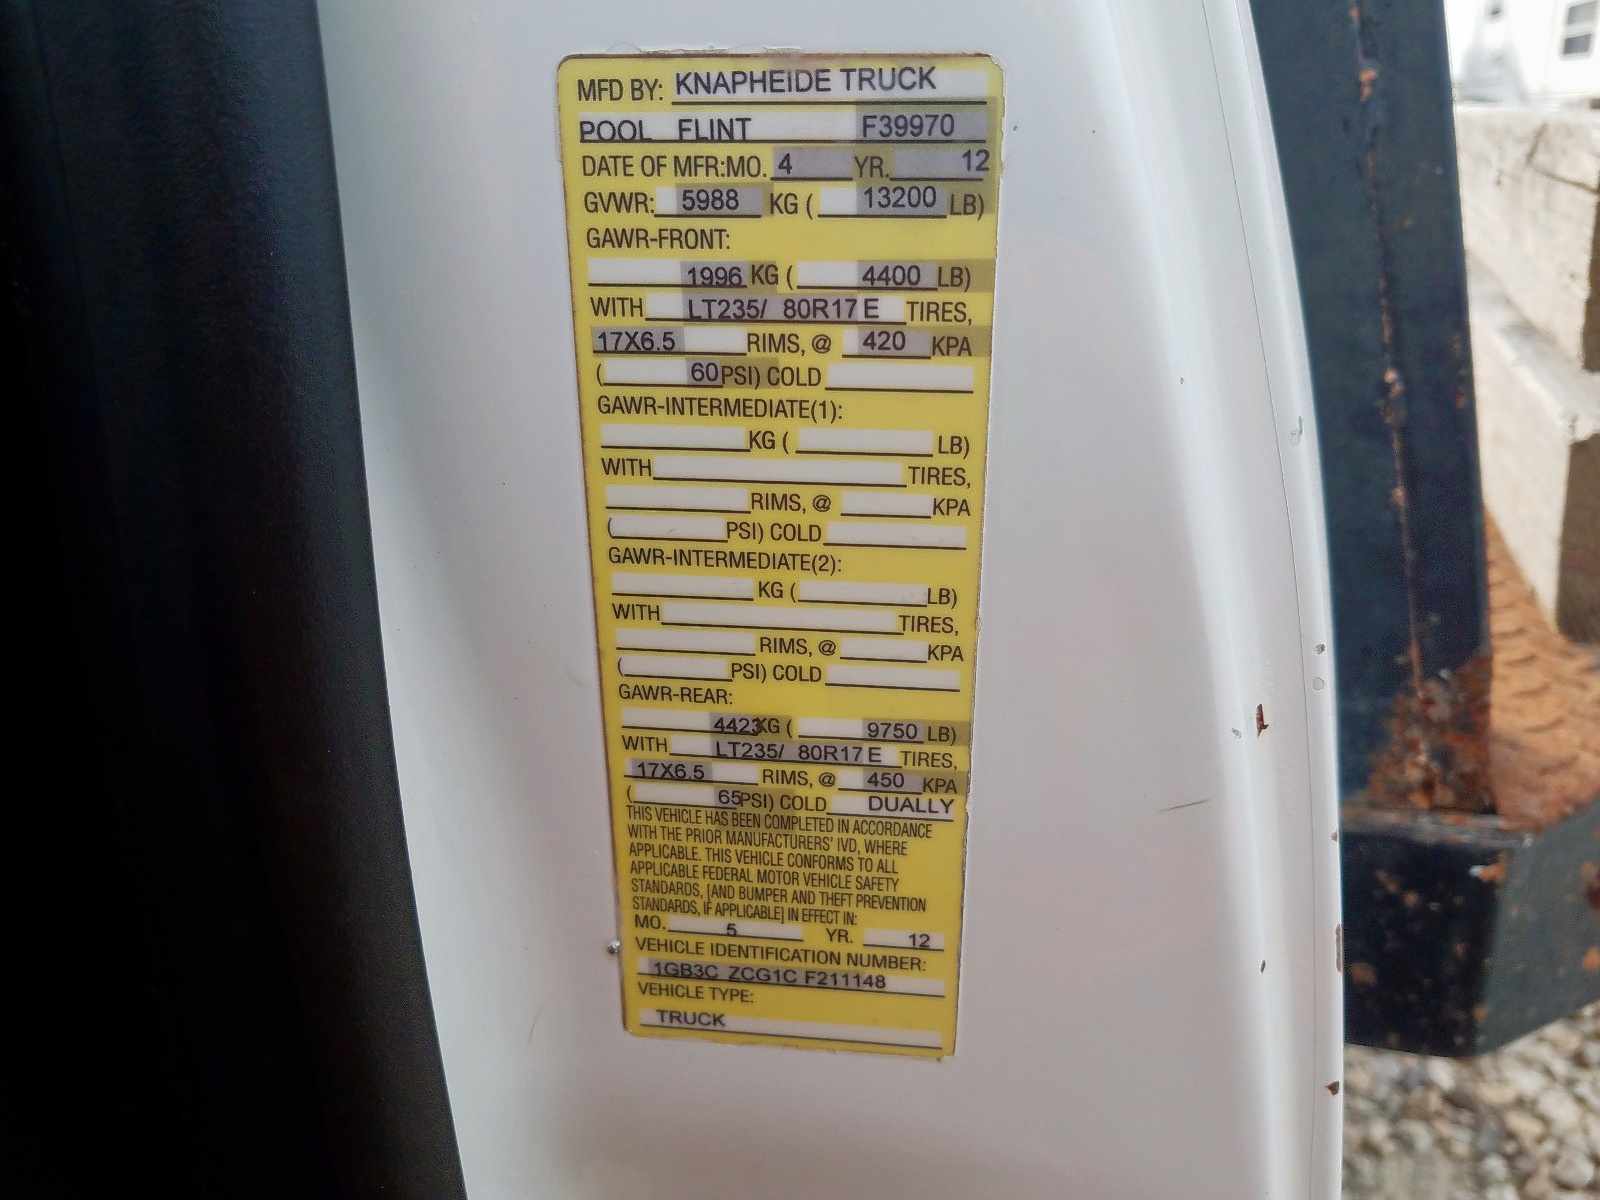 MFD BY: KNAPHEIDE TRUCK
POOL FLINT F39970
DATE OF MFR:MO. 4 YR. 12
GVWR: 5988 KG ( 13200 LB)
GAWR-FRONT:
1996 KG ( 4400 LB)
WITH LT235/ 80R17 E TIRES,
17X6.5 RIMS, @ 420 KPA
( 60 PSI) COLD
GAWR-INTERMEDIATE(1):
KG ( LB)
WITH TIRES,
RIMS, @ KPA
( PSI) COLD
GAWR-INTERMEDIATE(2):
KG ( LB)
WITH TIRES,
RIMS, @ KPA
( PSI) COLD
GAWR-REAR:
4423 KG ( 9750 LB)
WITH LT235/ 80R17 E TIRES,
17X6.5 RIMS, @ 450 KPA
( 65 PSI) COLD DUALLY
THIS VEHICLE HAS BEEN COMPLETED IN ACCORDANCE
WITH THE PRIOR MANUFACTURERS' IVD, WHERE
APPLICABLE. THIS VEHICLE CONFORMS TO ALL
APPLICABLE FEDERAL MOTOR VEHICLE SAFETY
STANDARDS, [AND BUMPER AND THEFT PREVENTION
STANDARDS, IF APPLICABLE] IN EFFECT IN:
MO. 5 YR. 12
VEHICLE IDENTIFICATION NUMBER:
1GB3C ZCG1C F211148
VEHICLE TYPE:
TRUCK